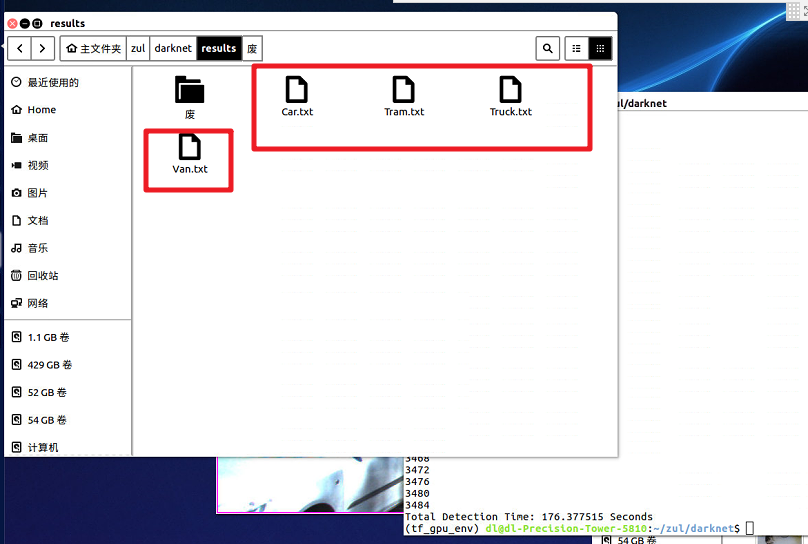 results
主文件夹 zul darknet results 废
最近使用的
Home
桌面
视频
图片
文档
音乐
回收站
网络
1.1 GB 卷
429 GB 卷
52 GB 卷
54 GB 卷
计算机
废
Car.txt
Tram.txt
Truck.txt
Van.txt
ul/darknet
3468
3472
3476
3480
3484
Total Detection Time: 176.377515 Seconds
(tf_gpu_env) dl@dl-Precision-Tower-5810:~/zul/darknet$
54 GB 卷